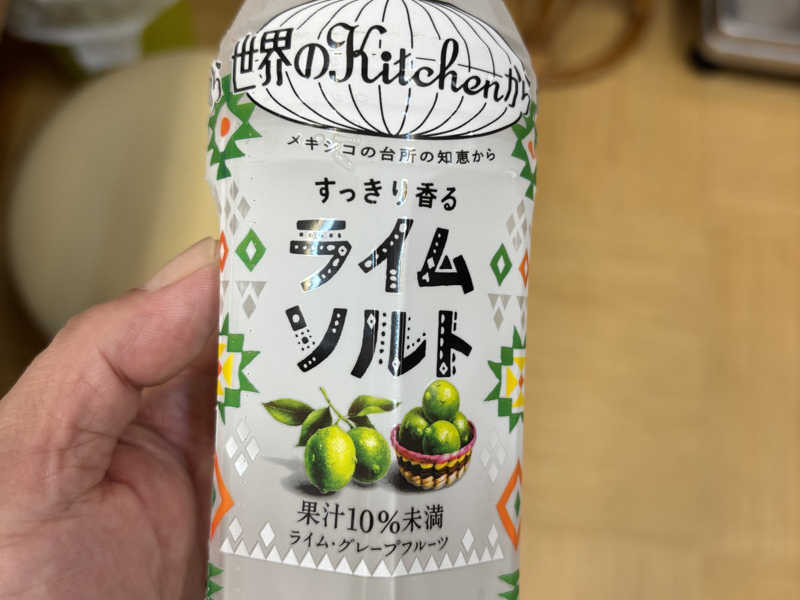 世界のKitchenから
メキシコの台所の知恵から
すっきり香る
ライム
ソルト
果汁10%未満
ライム・グレープフルーツ